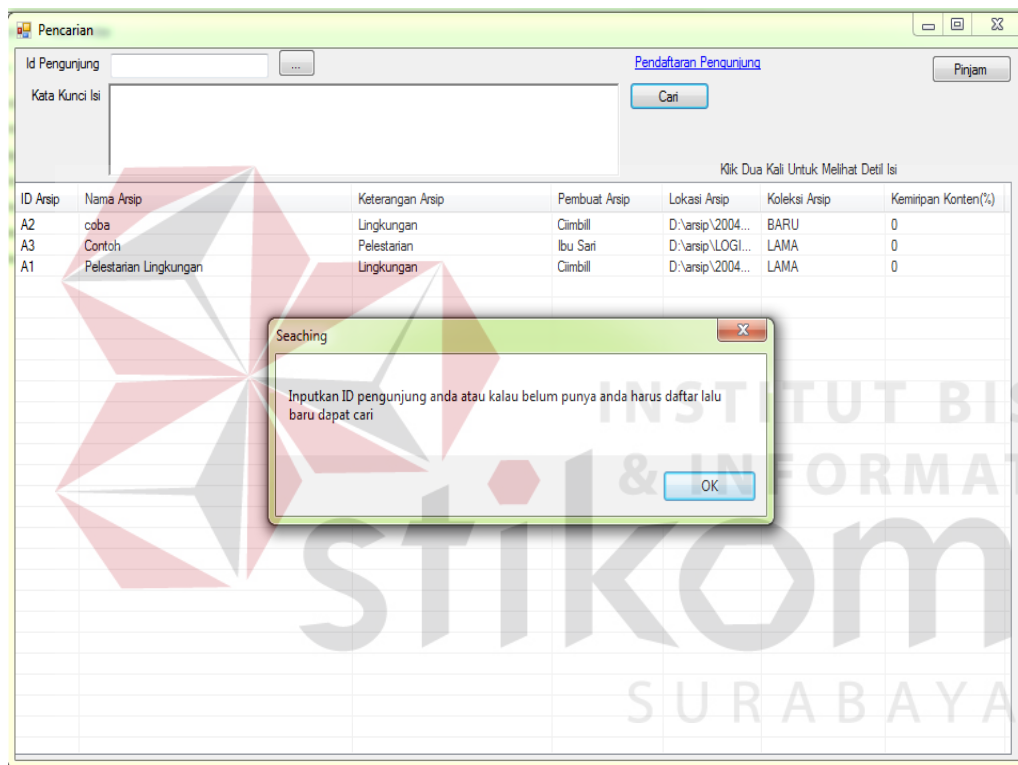 Pencarian
Id Pengunjung ... Pendaftaran Pengunjung Pinjam
Kata Kunci Isi Cari
Klik Dua Kali Untuk Melihat Detil Isi
ID Arsip Nama Arsip Keterangan Arsip Pembuat Arsip Lokasi Arsip Koleksi Arsip Kemiripan Konten(%)
A2 coba Lingkungan Ciimbill D:\arsip\2004... BARU 0
A3 Contoh Pelestarian Ibu Sari D:\arsip\LOGI... LAMA 0
A1 Pelestarian Lingkungan Lingkungan Ciimbill D:\arsip\2004... LAMA 0
Seaching
Inputkan ID pengunjung anda atau kalau belum punya anda harus daftar lalu
baru dapat cari
OK
INSTITUT BIS
& INFORMAT
stikom
SURABAYA